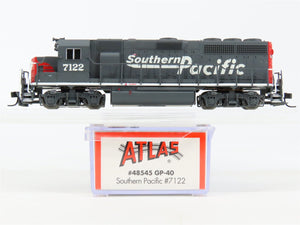 Southern
Pacific
7122
ATLAS
#48545 GP-40
Southern Pacific #7122